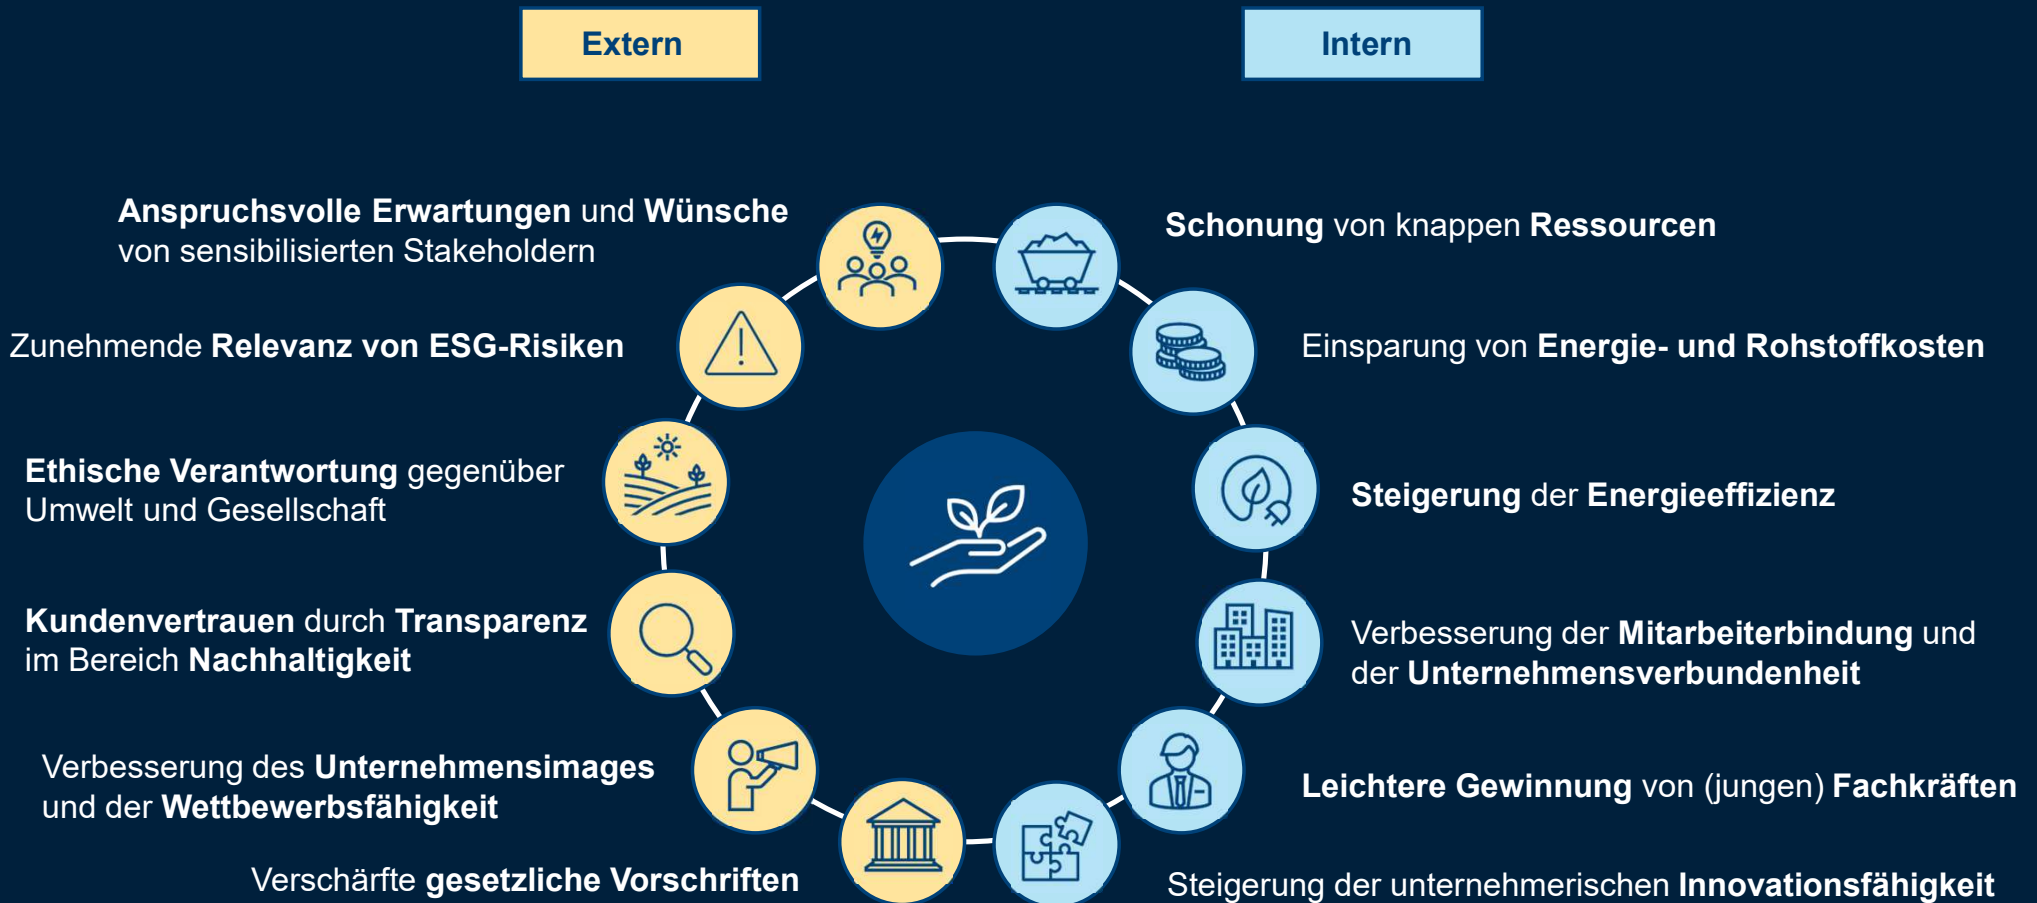 Extern
Intern
Anspruchsvolle Erwartungen und Wünsche
von sensibilisierten Stakeholdern
Zunehmende Relevanz von ESG-Risiken
Ethische Verantwortung gegenüber
Umwelt und Gesellschaft
Kundenvertrauen durch Transparenz
im Bereich Nachhaltigkeit
Verbesserung des Unternehmensimages
und der Wettbewerbsfähigkeit
Verschärfte gesetzliche Vorschriften
Schonung von knappen Ressourcen
Einsparung von Energie- und Rohstoffkosten
Steigerung der Energieeffizienz
Verbesserung der Mitarbeiterbindung und
der Unternehmensverbundenheit
Leichtere Gewinnung von (jungen) Fachkräften
Steigerung der unternehmerischen Innovationsfähigkeit